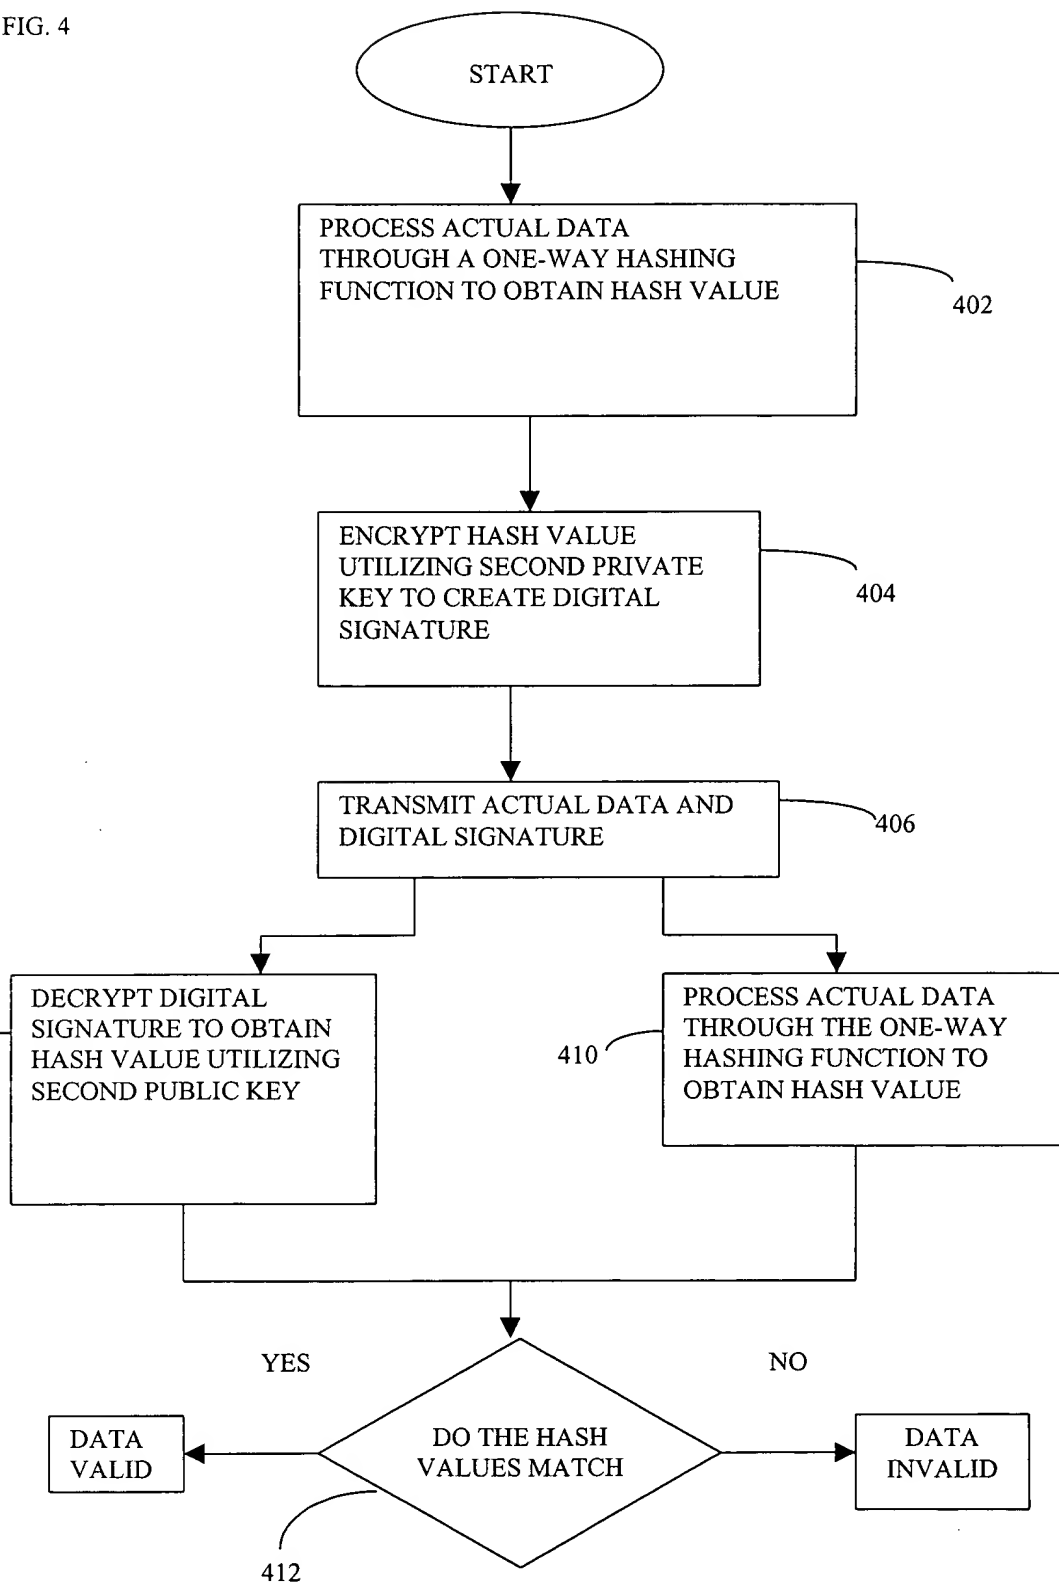 FIG. 4
START
PROCESS ACTUAL DATA
THROUGH A ONE-WAY HASHING
FUNCTION TO OBTAIN HASH VALUE
402
ENCRYPT HASH VALUE
UTILIZING SECOND PRIVATE
KEY TO CREATE DIGITAL
SIGNATURE
404
TRANSMIT ACTUAL DATA AND
DIGITAL SIGNATURE
406
DECRYPT DIGITAL
SIGNATURE TO OBTAIN
HASH VALUE UTILIZING
SECOND PUBLIC KEY
410
PROCESS ACTUAL DATA
THROUGH THE ONE-WAY
HASHING FUNCTION TO
OBTAIN HASH VALUE
YES
NO
DATA
VALID
DO THE HASH
VALUES MATCH
DATA
INVALID
412